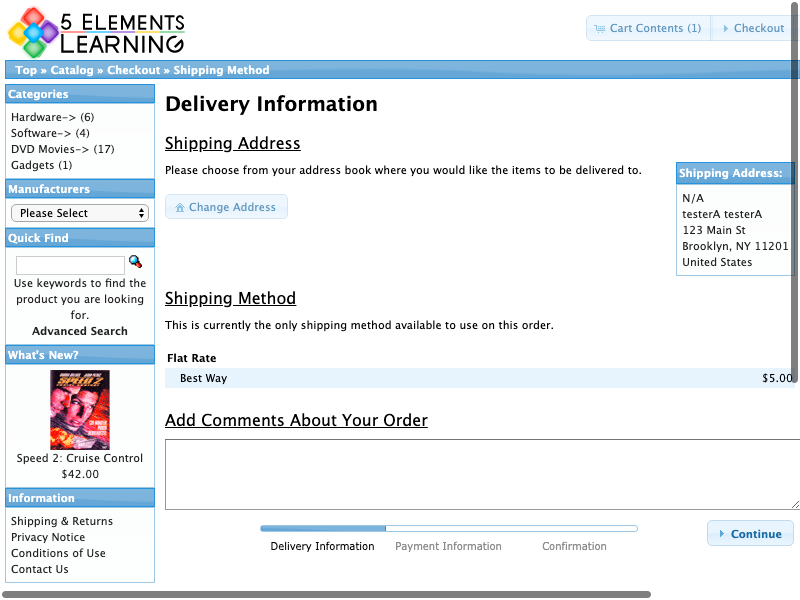 5 ELEMENTS
LEARNING
Cart Contents (1)
Checkout
Top » Catalog » Checkout » Shipping Method
Categories
Hardware-> (6)
Software-> (4)
DVD Movies-> (17)
Gadgets (1)
Manufacturers
Please Select
Quick Find
Use keywords to find the
product you are looking
for.
Advanced Search
What's New?
SPEED 2
Speed 2: Cruise Control
$42.00
Information
Shipping & Returns
Privacy Notice
Conditions of Use
Contact Us
Delivery Information
Shipping Address
Please choose from your address book where you would like the items to be delivered to.
Change Address
Shipping Address:
N/A
testerA testerA
123 Main St
Brooklyn, NY 11201
United States
Shipping Method
This is currently the only shipping method available to use on this order.
Flat Rate
Best Way $5.00
Add Comments About Your Order
Delivery Information
Payment Information
Confirmation
Continue